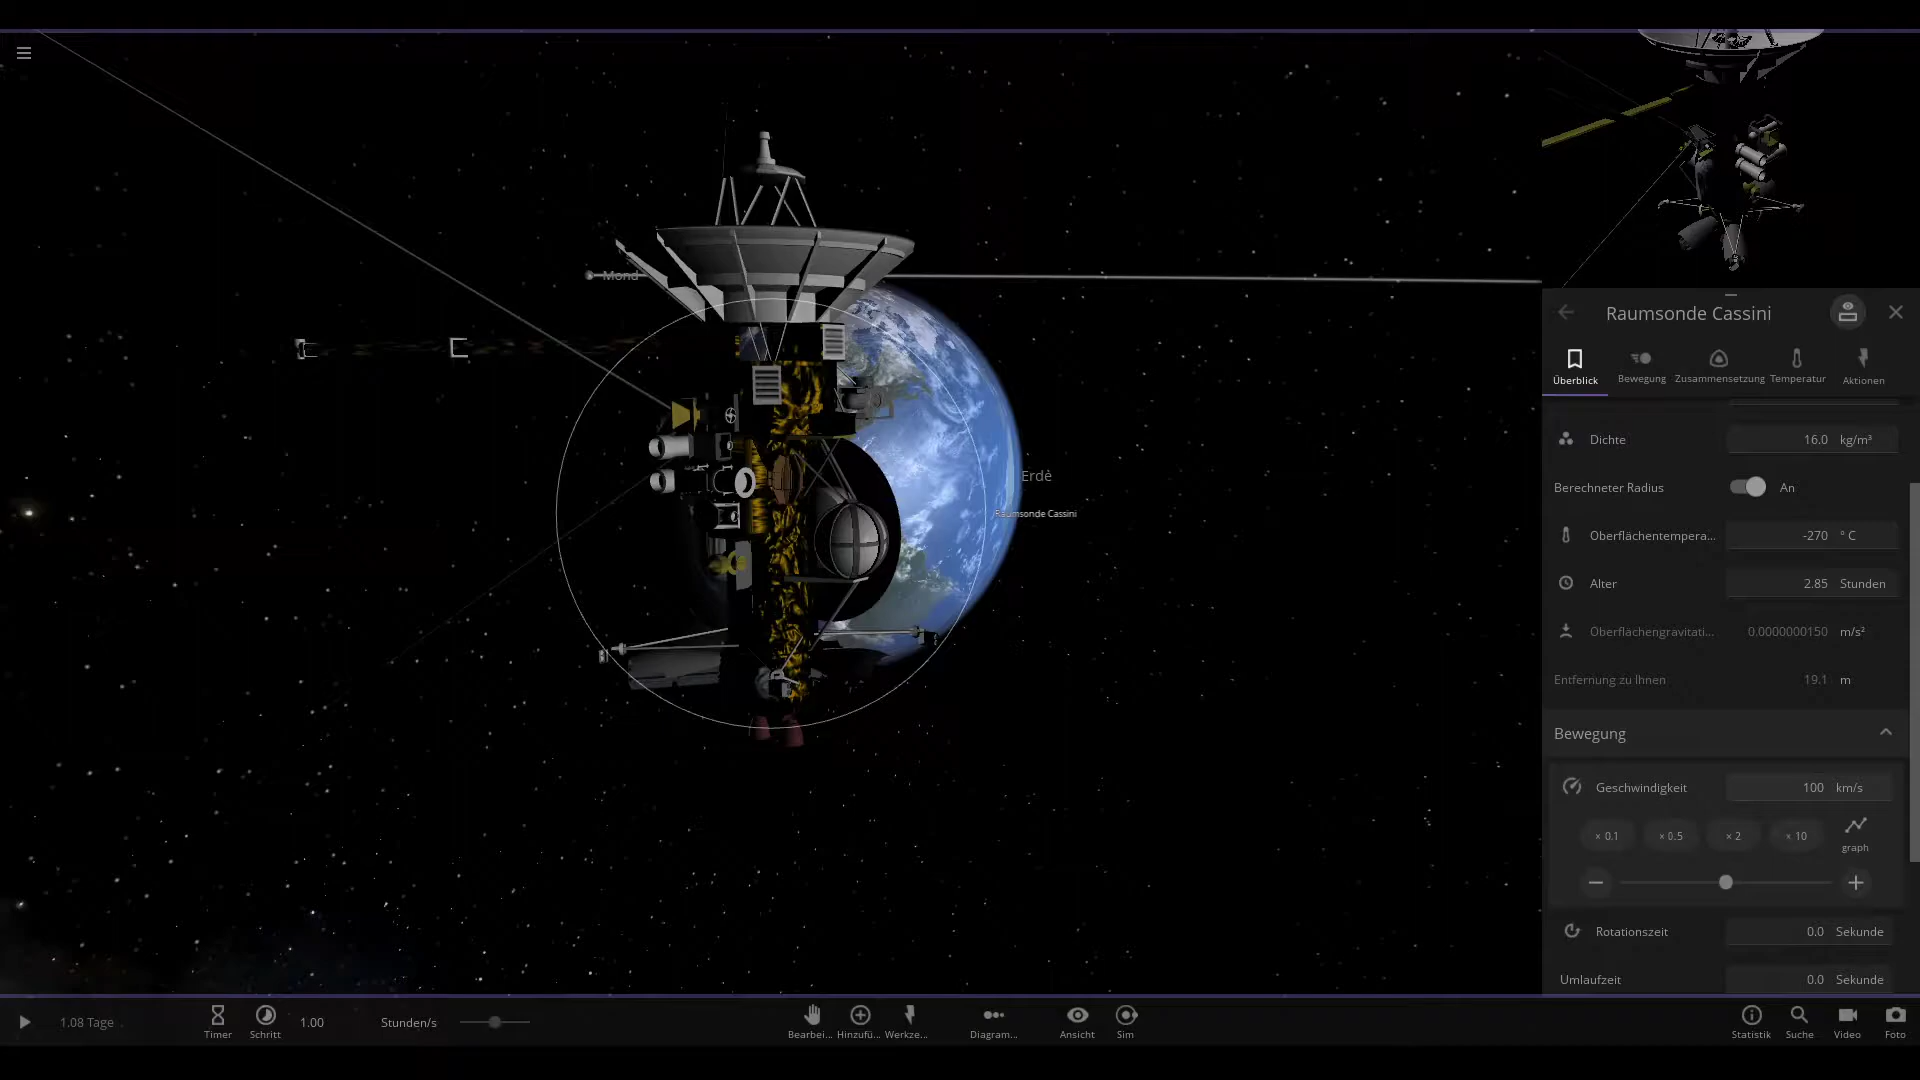 Mond
Erde
Raumsonde Cassini
Raumsonde Cassini
Überblick
Bewegung
Zusammensetzung
Temperatur
Aktionen
Dichte 16.0 kg/m³
Berechneter Radius An
Oberflächentempera... -270 ° C
Alter 2.85 Stunden
Oberflächengravitati... 0.0000000150 m/s²
Entfernung zu Ihnen 19.1 m
Bewegung
Geschwindigkeit 100 km/s
× 0.1 × 0.5 × 2 × 10 graph
Rotationszeit 0.0 Sekunde
Umlaufzeit 0.0 Sekunde
1.08 Tage
Timer
Schritt
1.00 Stunden/s
Bearbei...
Hinzufü...
Werkze...
Diagram...
Ansicht
Sim
Statistik
Suche
Video
Foto